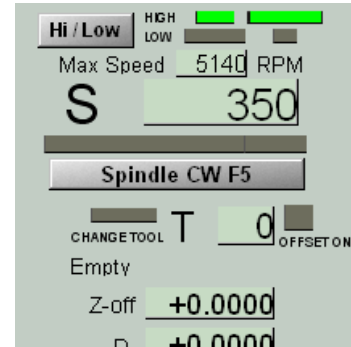 Hi / Low HIGH
LOW
Max Speed 5140 RPM
S 350
Spindle CW F5
CHANGE TOOL T 0 OFFSET ON
Empty
Z-off +0.0000
+0.0000